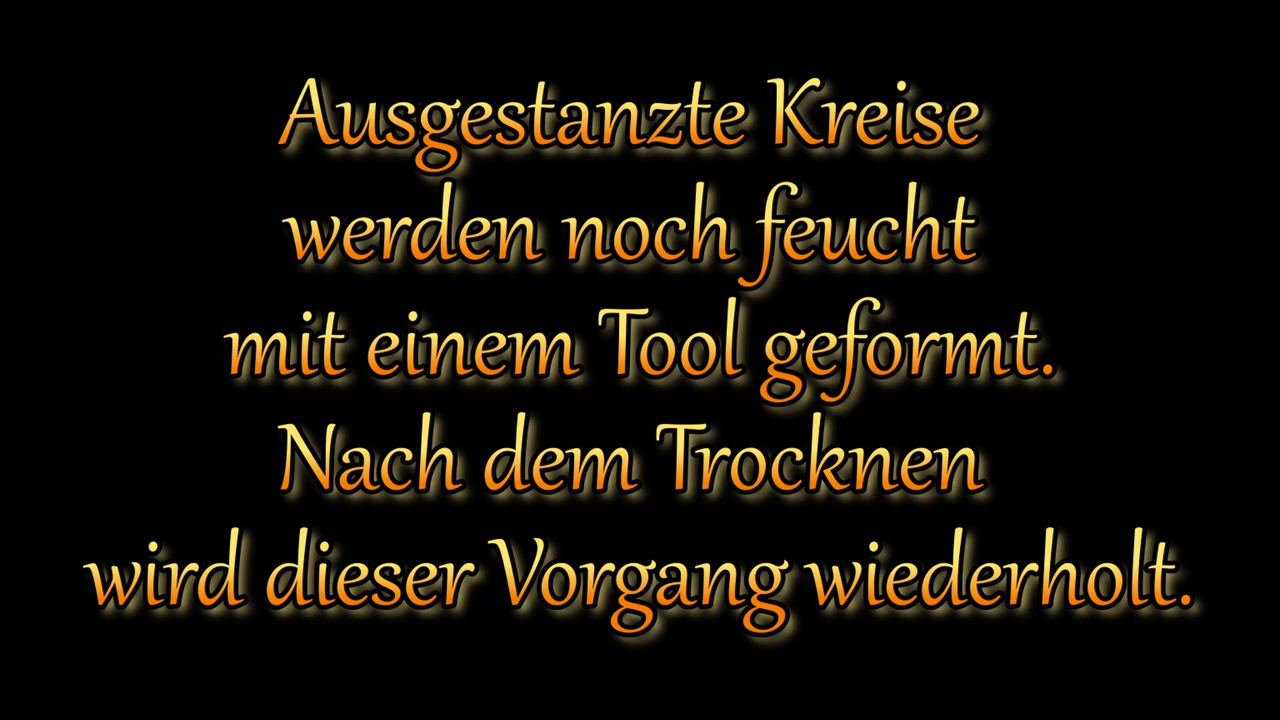 Ausgestanzte Kreise
werden noch feucht
mit einem Tool geformt.
Nach dem Trocknen
wird dieser Vorgang wiederholt.